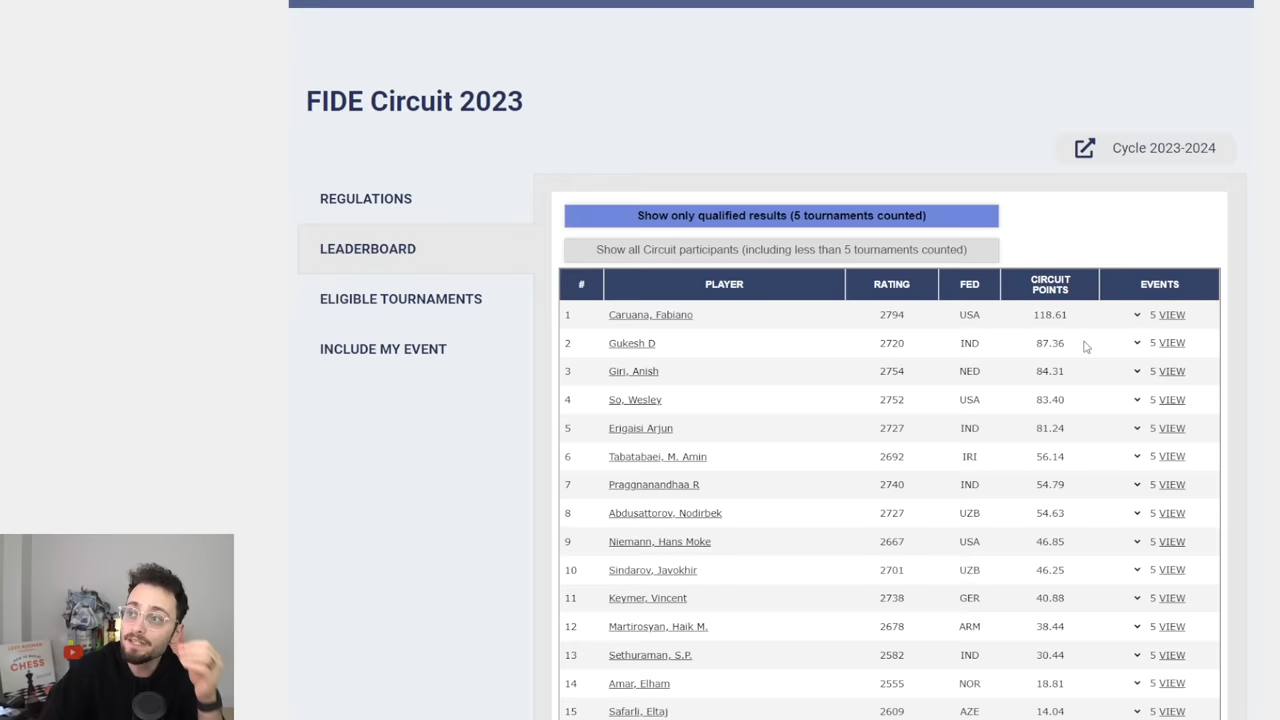 FIDE Circuit 2023
Cycle 2023-2024
REGULATIONS
LEADERBOARD
ELIGIBLE TOURNAMENTS
INCLUDE MY EVENT
Show only qualified results (5 tournaments counted)
Show all Circuit participants (including less than 5 tournaments counted)
# PLAYER RATING FED CIRCUIT POINTS EVENTS
1 Caruana, Fabiano 2794 USA 118.61 5 VIEW
2 Gukesh D 2720 IND 87.36 5 VIEW
3 Giri, Anish 2754 NED 84.31 5 VIEW
4 So, Wesley 2752 USA 83.40 5 VIEW
5 Erigaisi Arjun 2727 IND 81.24 5 VIEW
6 Tabatabaei, M. Amin 2692 IRI 56.14 5 VIEW
7 Praggnanandhaa R 2740 IND 54.79 5 VIEW
8 Abdusattorov, Nodirbek 2727 UZB 54.63 5 VIEW
9 Niemann, Hans Moke 2667 USA 46.85 5 VIEW
10 Sindarov, Javokhir 2701 UZB 46.25 5 VIEW
11 Keymer, Vincent 2738 GER 40.88 5 VIEW
12 Martirosyan, Haik M. 2678 ARM 38.44 5 VIEW
13 Sethuraman, S.P. 2582 IND 30.44 5 VIEW
14 Amar, Elham 2555 NOR 18.81 5 VIEW
15 Safarli, Eltaj 2609 AZE 14.04 5 VIEW
CHESS